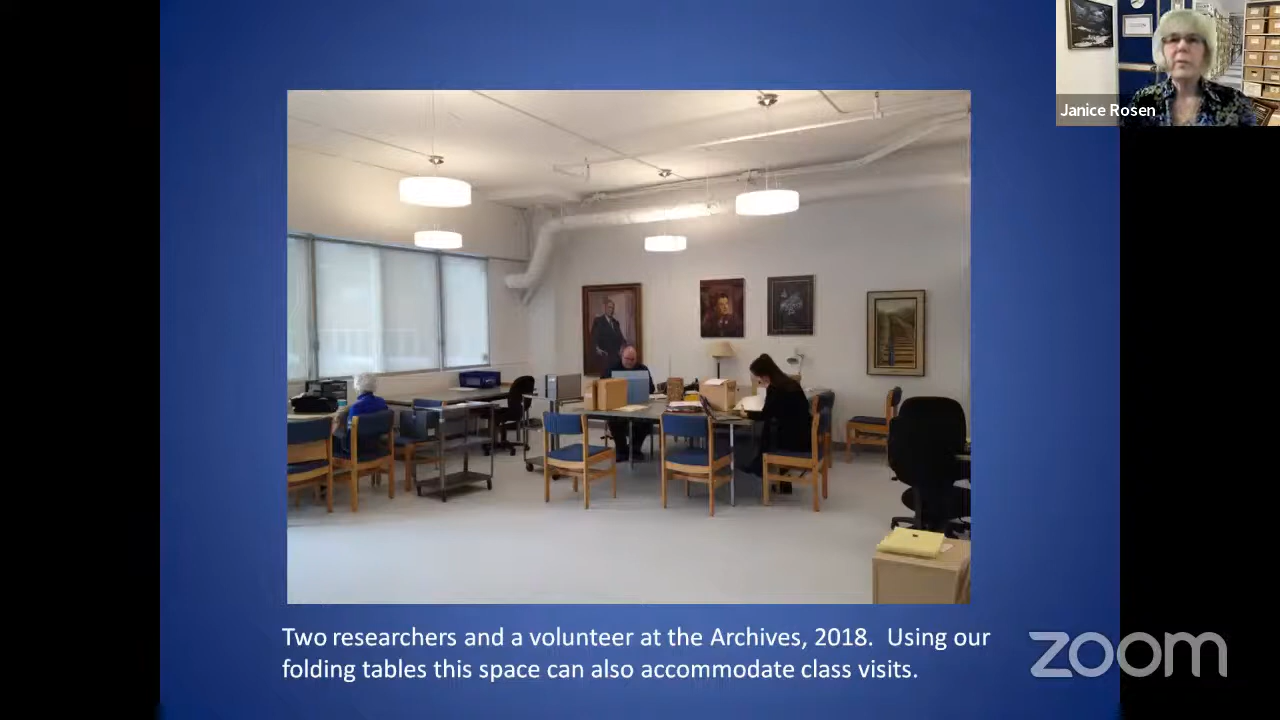 Janice Rosen
Two researchers and a volunteer at the Archives, 2018. Using our
folding tables this space can also accommodate class visits.
zoom